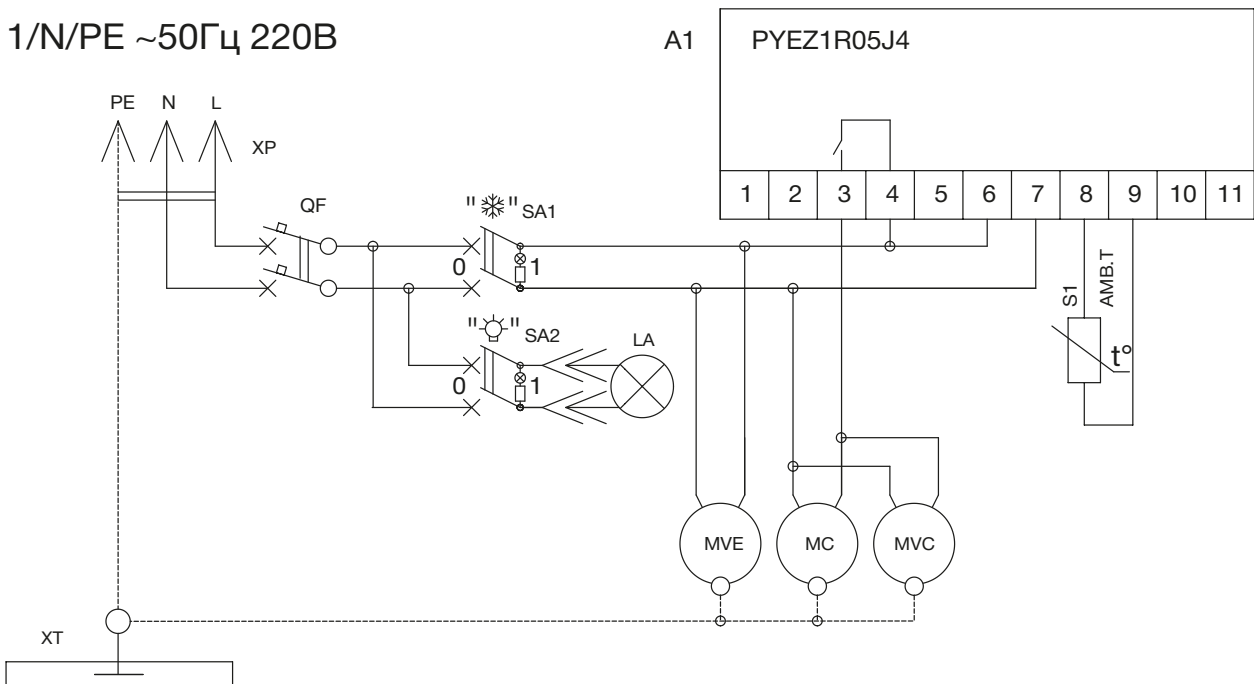 1/N/PE ~50Гц 220В
A1
PYEZ1R05J4
PE N L
XP
1 2 3 4 5 6 7 8 9 10 11
QF
" " SA1
0 1
S1
AMB.T
t°
" " SA2
LA
0 1
MVE
MC
MVC
XT